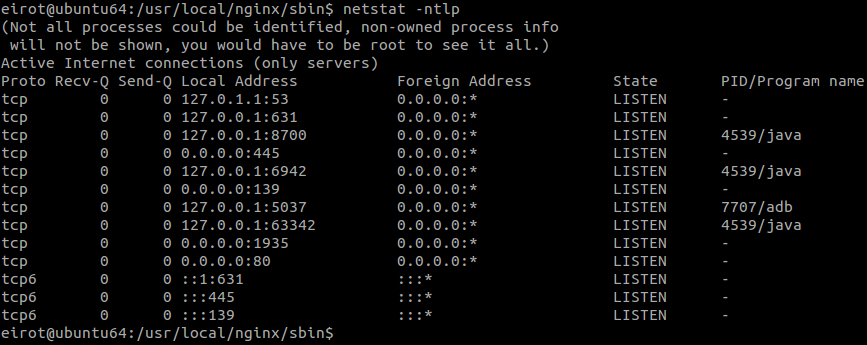 eirot@ubuntu64:/usr/local/nginx/sbin$ netstat -ntlp
(Not all processes could be identified, non-owned process info
 will not be shown, you would have to be root to see it all.)
Active Internet connections (only servers)
Proto Recv-Q Send-Q Local Address           Foreign Address         State       PID/Program name
tcp        0      0 127.0.1.1:53            0.0.0.0:*               LISTEN      -
tcp        0      0 127.0.0.1:631           0.0.0.0:*               LISTEN      -
tcp        0      0 127.0.0.1:8700          0.0.0.0:*               LISTEN      4539/java
tcp        0      0 0.0.0.0:445             0.0.0.0:*               LISTEN      -
tcp        0      0 127.0.0.1:6942          0.0.0.0:*               LISTEN      4539/java
tcp        0      0 0.0.0.0:139             0.0.0.0:*               LISTEN      -
tcp        0      0 127.0.0.1:5037          0.0.0.0:*               LISTEN      7707/adb
tcp        0      0 127.0.0.1:63342         0.0.0.0:*               LISTEN      4539/java
tcp        0      0 0.0.0.0:1935            0.0.0.0:*               LISTEN      -
tcp        0      0 0.0.0.0:80              0.0.0.0:*               LISTEN      -
tcp6       0      0 ::1:631                 :::*                    LISTEN      -
tcp6       0      0 :::445                  :::*                    LISTEN      -
tcp6       0      0 :::139                  :::*                    LISTEN      -
eirot@ubuntu64:/usr/local/nginx/sbin$